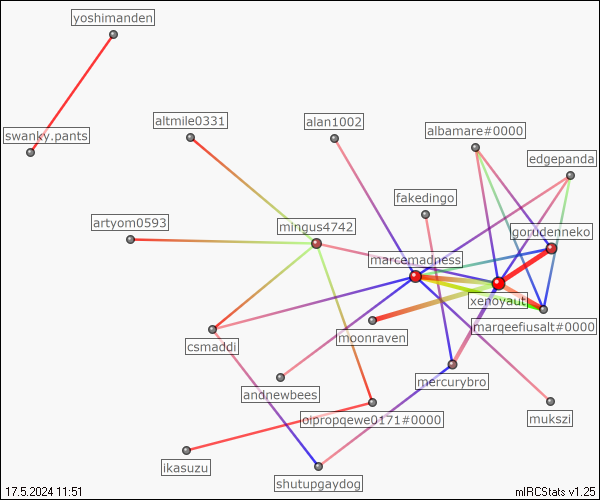 yoshimanden
swanky.pants
altmile0331
alan1002
albamare#0000
edgepanda
fakedingo
artyom0593
mingus4742
gorudenneko
marcemadness
xenoyaut
marqeefiusalt#0000
moonraven
csmaddi
mercurybro
andnewbees
oipropqewe0171#0000
mukszi
ikasuzu
shutupgaydog
17.5.2024 11:51
mIRCStats v1.25